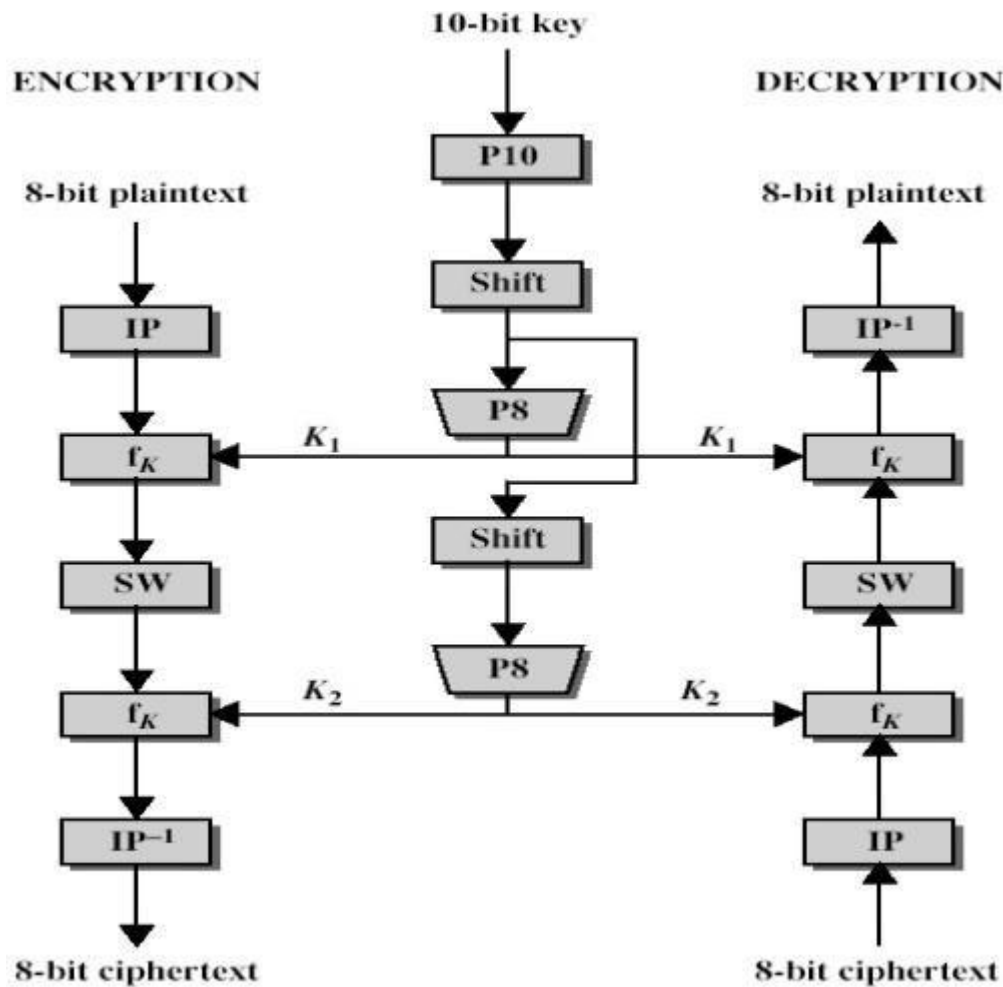 10-bit key
ENCRYPTION
DECRYPTION
P10
8-bit plaintext
8-bit plaintext
Shift
IP
IP-1
P8
K1
K1
fK
fK
Shift
SW
SW
P8
K2
K2
fK
fK
IP–1
IP
8-bit ciphertext
8-bit ciphertext